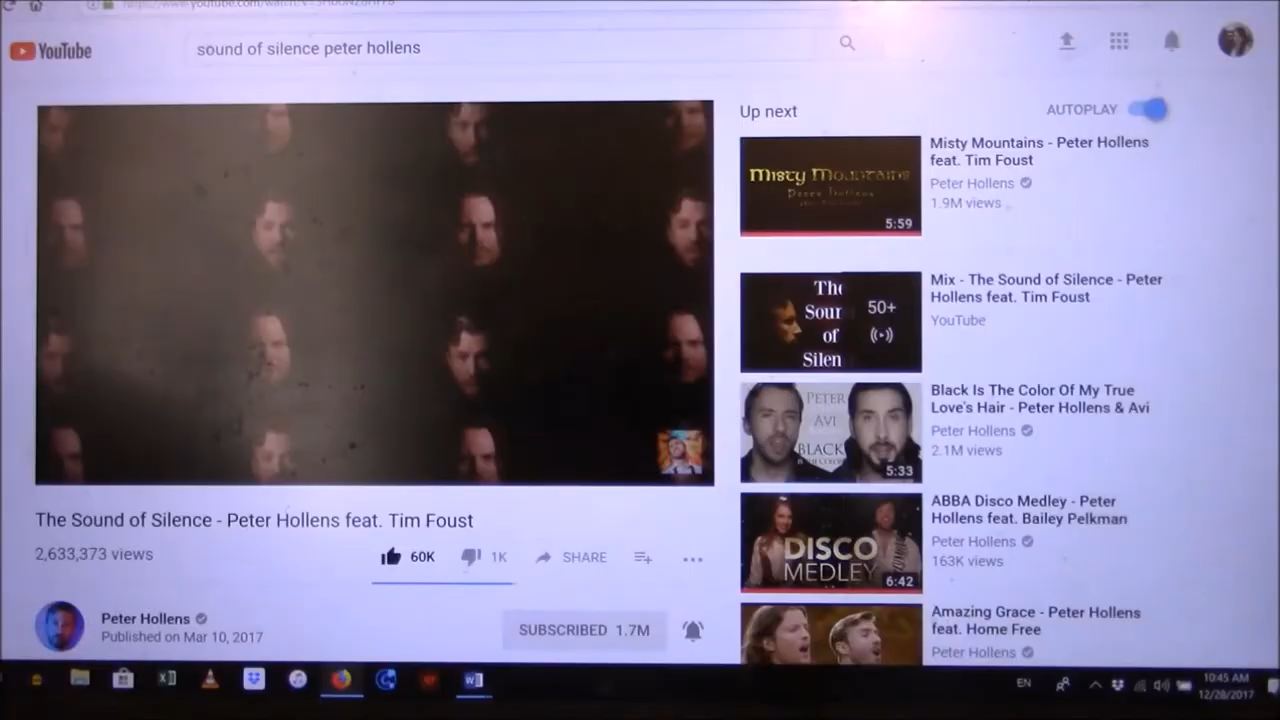 YouTube
sound of silence peter hollens
Up next
AUTOPLAY
Misty Mountains
Peter Hollens
5:59
Misty Mountains - Peter Hollens
feat. Tim Foust
Peter Hollens
1.9M views
The
Sour
of
Silen
50+
Mix - The Sound of Silence - Peter
Hollens feat. Tim Foust
YouTube
PETER
AVI
BLACK
5:33
Black Is The Color Of My True
Love's Hair - Peter Hollens & Avi
Peter Hollens
2.1M views
DISCO
MEDLEY
6:42
ABBA Disco Medley - Peter
Hollens feat. Bailey Pelkman
Peter Hollens
163K views
Amazing Grace - Peter Hollens
feat. Home Free
Peter Hollens
The Sound of Silence - Peter Hollens feat. Tim Foust
2,633,373 views
60K
1K
SHARE
Peter Hollens
Published on Mar 10, 2017
SUBSCRIBED 1.7M
EN
10:45 AM
12/28/2017